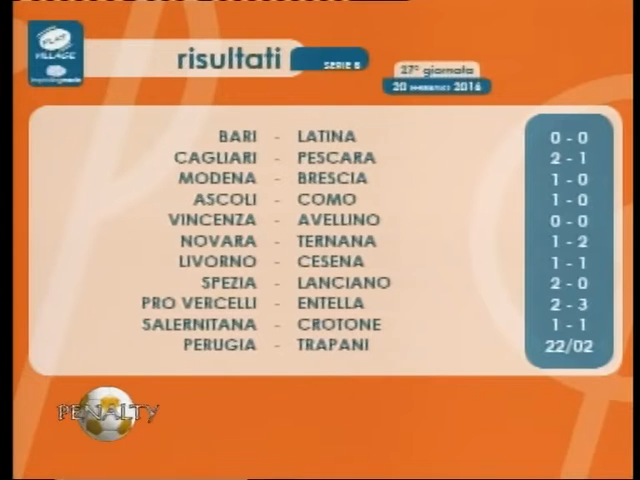 PLAY
VILLAGE
risultati
SERIE B
27ª giornata
20 FEBBRAIO 2016
BARI - LATINA 0 - 0
CAGLIARI - PESCARA 2 - 1
MODENA - BRESCIA 1 - 0
ASCOLI - COMO 1 - 0
VINCENZA - AVELLINO 0 - 0
NOVARA - TERNANA 1 - 2
LIVORNO - CESENA 1 - 1
SPEZIA - LANCIANO 2 - 0
PRO VERCELLI - ENTELLA 2 - 3
SALERNITANA - CROTONE 1 - 1
PERUGIA - TRAPANI 22/02
PENALTY